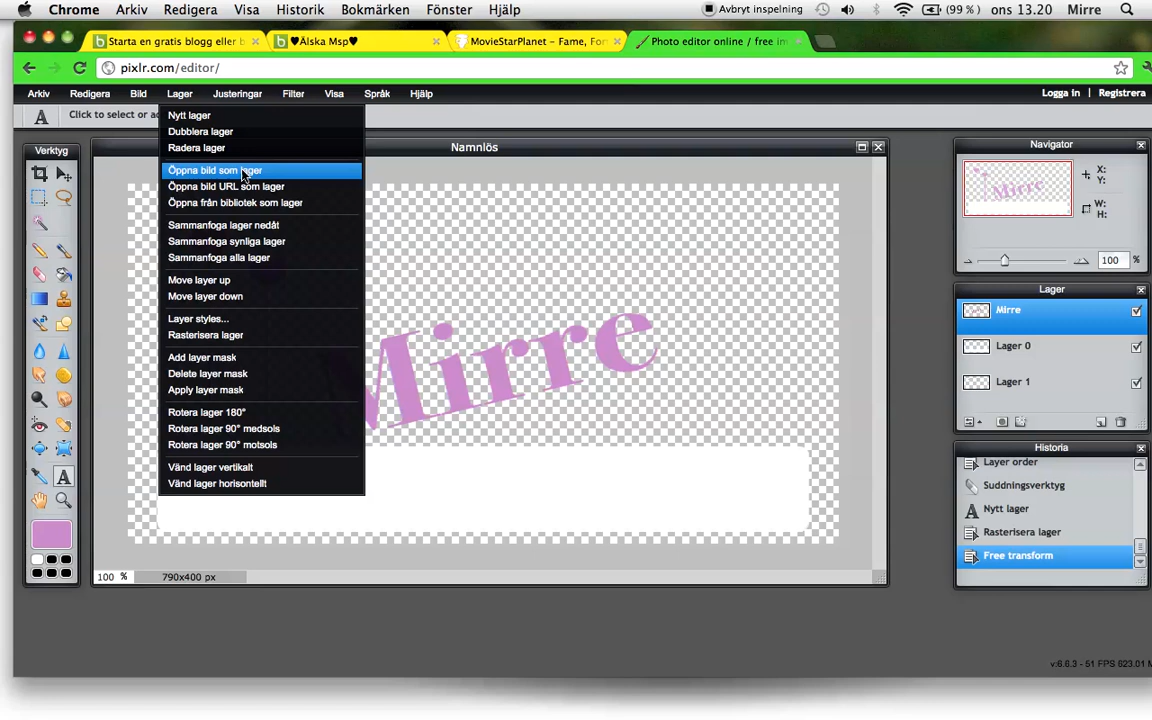 Chrome Arkiv Redigera Visa Historik Bokmärken Fönster Hjälp Avbryt inspelning (99 %) ons 13.20 Mirre
Starta en gratis blogg eller b ♥Älska Msp♥ MovieStarPlanet – Fame, For Photo editor online / free im
pixlr.com/editor/
Arkiv Redigera Bild Lager Justeringar Filter Visa Språk Hjälp Logga in Registrera
A Click to select or a
Verktyg
Nytt lager
Dubblera lager
Radera lager
Öppna bild som lager
Öppna bild URL som lager
Öppna från bibliotek som lager
Sammanfoga lager nedåt
Sammanfoga synliga lager
Sammanfoga alla lager
Move layer up
Move layer down
Layer styles...
Rasterisera lager
Add layer mask
Delete layer mask
Apply layer mask
Rotera lager 180°
Rotera lager 90° medsols
Rotera lager 90° motsols
Vänd lager vertikalt
Vänd lager horisontellt
A
Namnlös
Mirre
100 % 790x400 px
Navigator
Mirre
X:
Y:
W:
H:
100 %
Lager
Mirre
Lager 0
Lager 1
Historia
Layer order
Suddningsverktyg
A Nytt lager
Rasterisera lager
Free transform